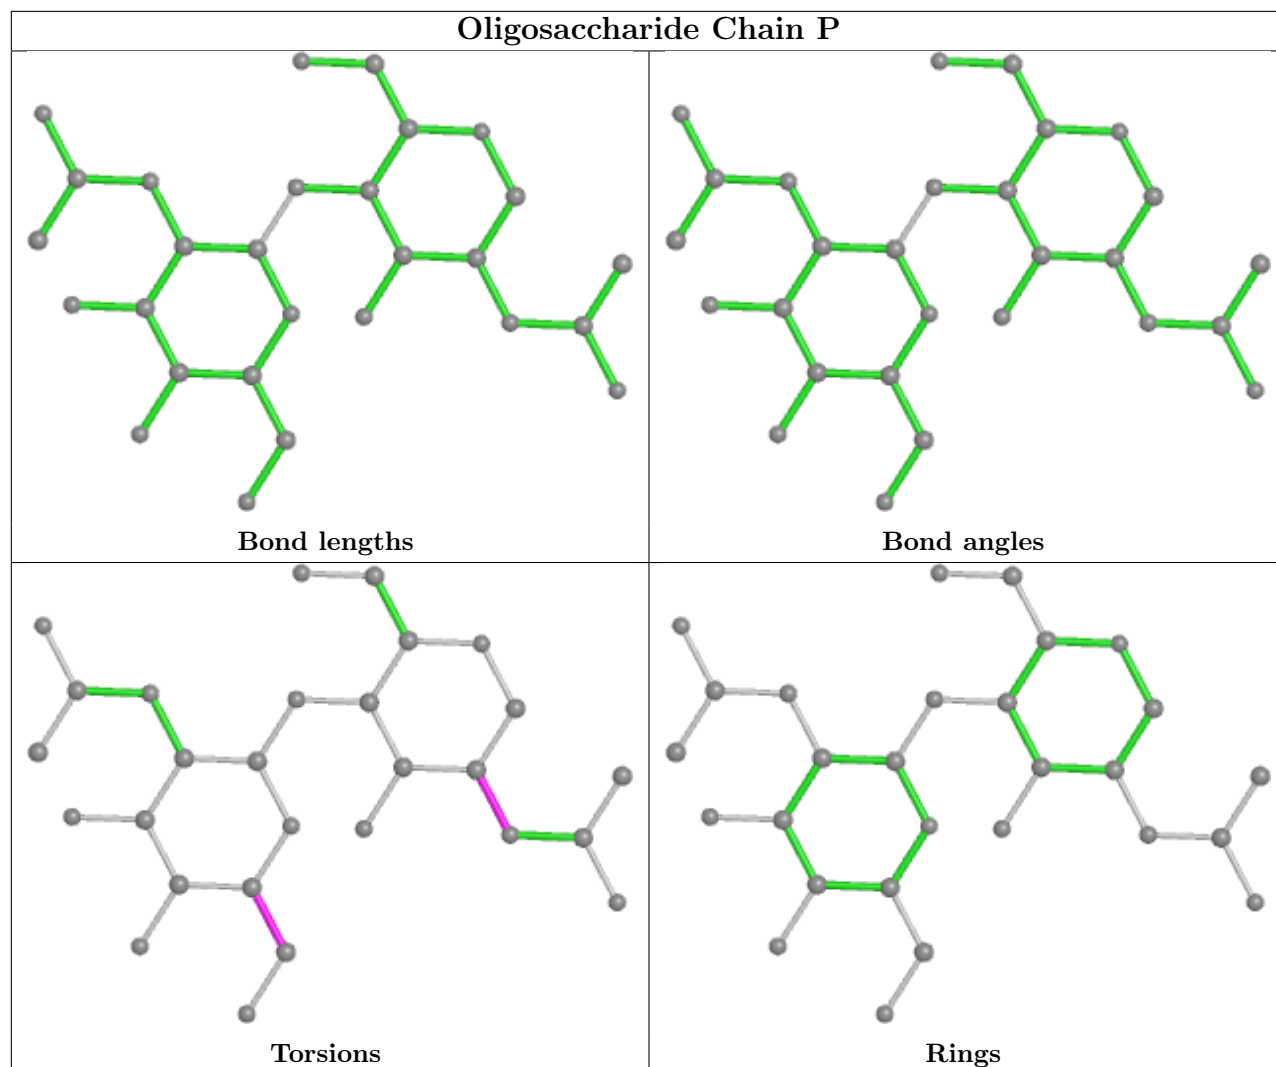 Oligosaccharide Chain P
Bond lengths
Bond angles
Torsions
Rings